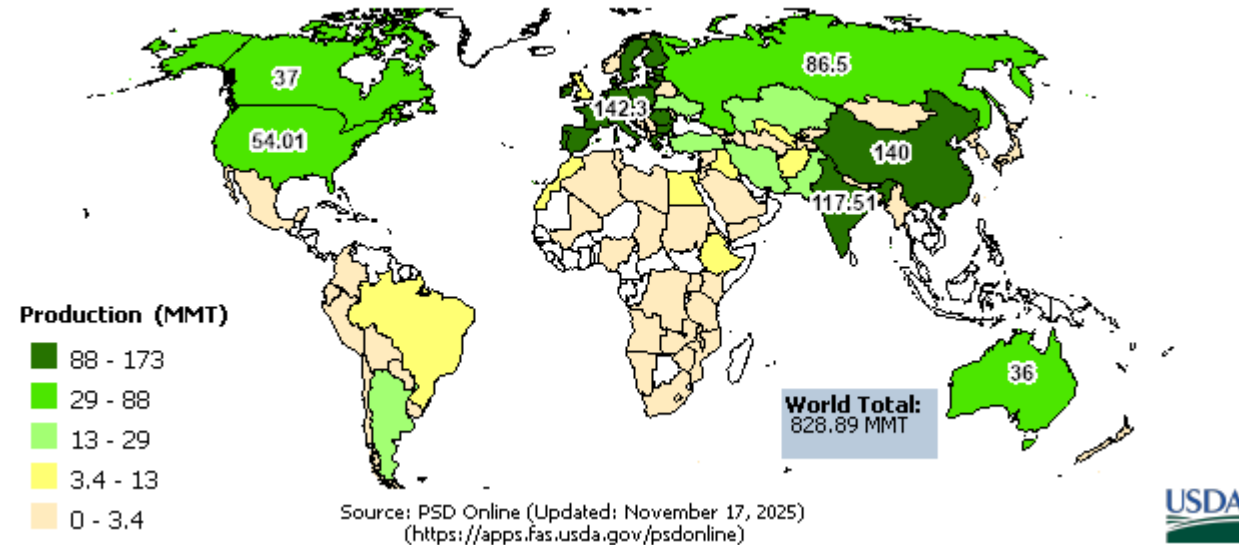 37
86.5
142.3
54.01
140
117.51
Production (MMT)
88 - 173
29 - 88
13 - 29
3.4 - 13
0 - 3.4
36
World Total:
828.89 MMT
Source: PSD Online (Updated: November 17, 2025)
(https://apps.fas.usda.gov/psdonline)
USDA